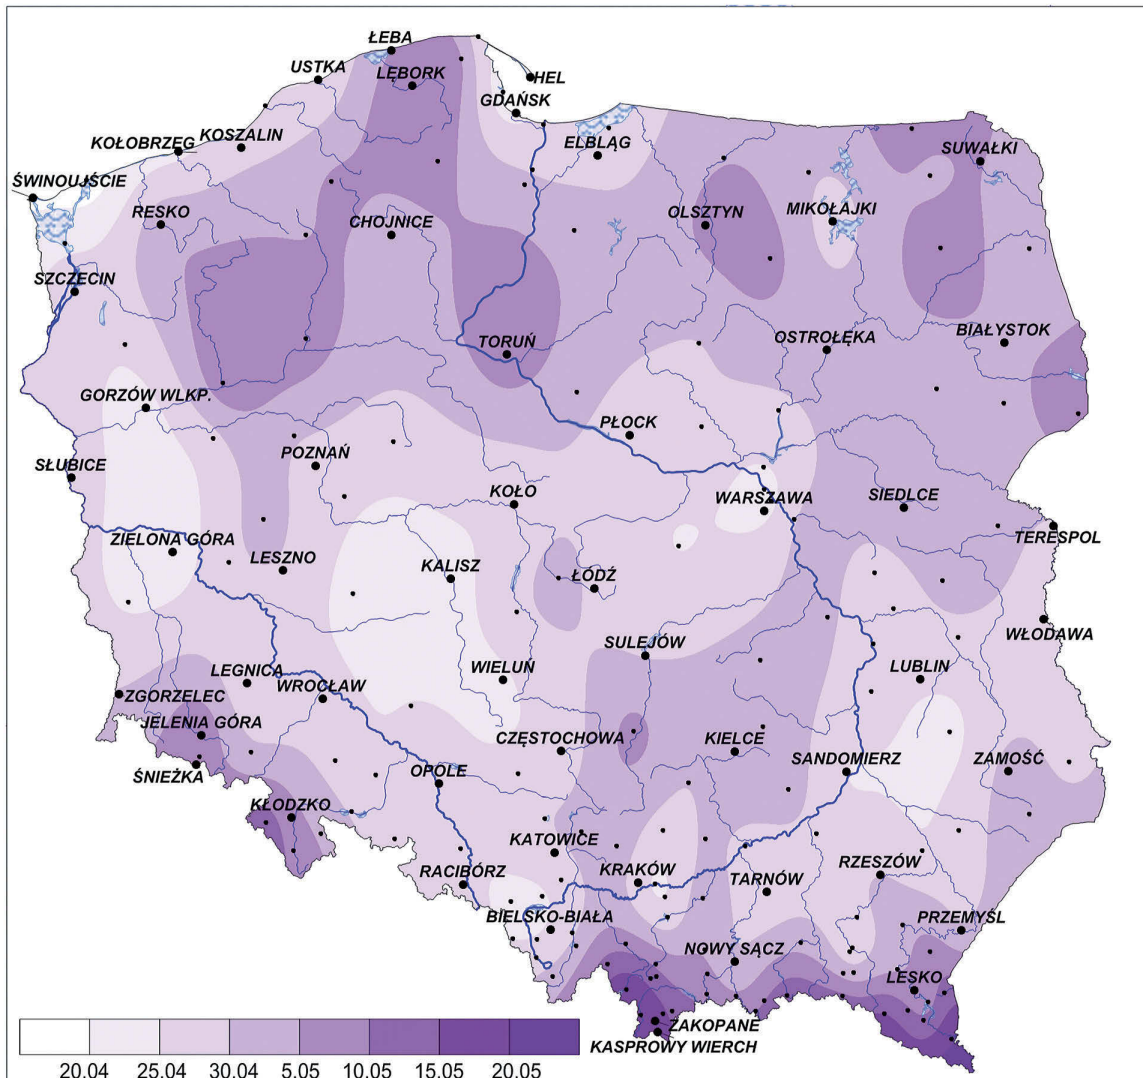 ŁEBA
USTKA
LĘBORK
HEL
GDAŃSK
KOSZALIN
KOŁOBRZEG
ELBLĄG
SUWAŁKI
ŚWINOUJŚCIE
RESKO
CHOJNICE
OLSZTYN
MIKOŁAJKI
SZCZECIN
TORUŃ
OSTROŁĘKA
BIAŁYSTOK
GORZÓW WLKP.
PŁOCK
SŁUBICE
POZNAŃ
KOŁO
WARSZAWA
SIEDLCE
TERESPOL
ZIELONA GÓRA
LESZNO
KALISZ
ŁÓDŹ
WŁODAWA
SULEJÓW
LEGNICA
WIELUŃ
LUBLIN
ZGORZELEC
WROCŁAW
JELENIA GÓRA
CZĘSTOCHOWA
KIELCE
ŚNIEŻKA
OPOLE
SANDOMIERZ
ZAMOŚĆ
KŁODZKO
KATOWICE
RACIBÓRZ
KRAKÓW
TARNÓW
RZESZÓW
BIELSKO-BIAŁA
PRZEMYŚL
NOWY SĄCZ
LESKO
ZAKOPANE
KASPROWY WIERCH
20.04 25.04 30.04 5.05 10.05 15.05 20.05